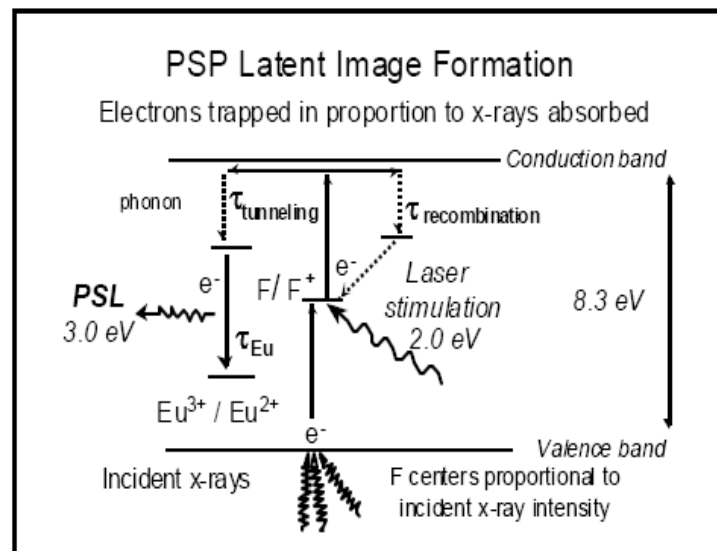 PSP Latent Image Formation
Electrons trapped in proportion to x-rays absorbed
Conduction band
phonon
τtunneling
τrecombination
e-
F/ F+
e-
Laser
stimulation
2.0 eV
8.3 eV
PSL
3.0 eV
τEu
Eu3+ / Eu2+
e-
Valence band
Incident x-rays
F centers proportional to
incident x-ray intensity